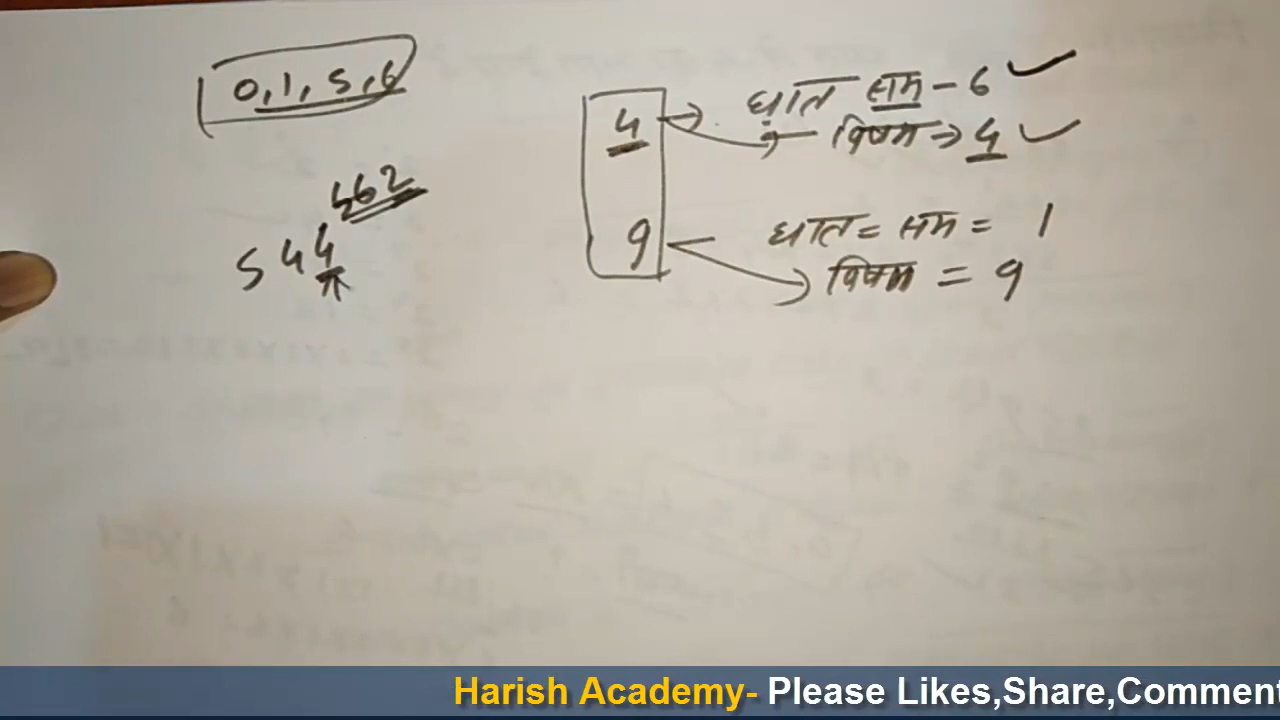 0,1,5,6
562
544
4 → घात सम - 6
विषम → 4
9 घात = सम = 1
विषम = 9
Harish Academy- Please Likes,Share,Comment